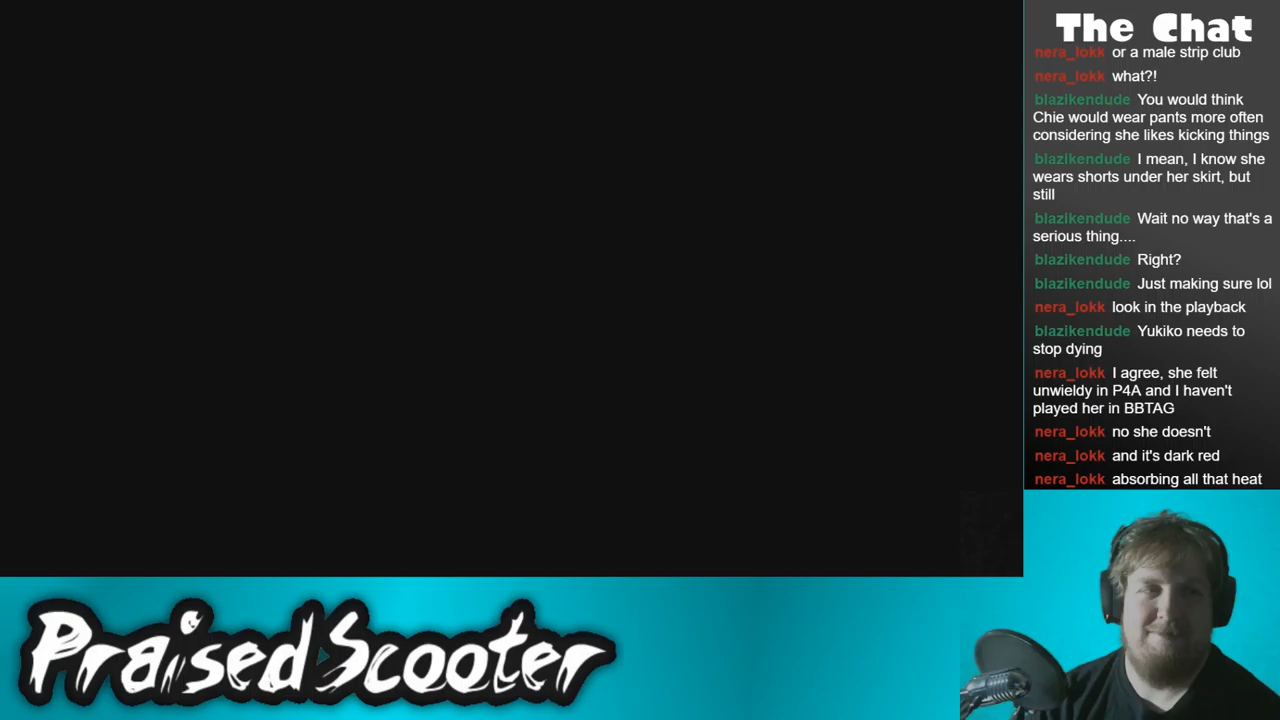 The Chat
nera_lokk or a male strip club
nera_lokk what?!
blazikendude You would think
Chie would wear pants more often
considering she likes kicking things
blazikendude I mean, I know she
wears shorts under her skirt, but
still
blazikendude Wait no way that's a
serious thing....
blazikendude Right?
blazikendude Just making sure lol
nera_lokk look in the playback
blazikendude Yukiko needs to
stop dying
nera_lokk I agree, she felt
unwieldy in P4A and I haven't
played her in BBTAG
nera_lokk no she doesn't
nera_lokk and it's dark red
nera_lokk absorbing all that heat
PraisedScooter